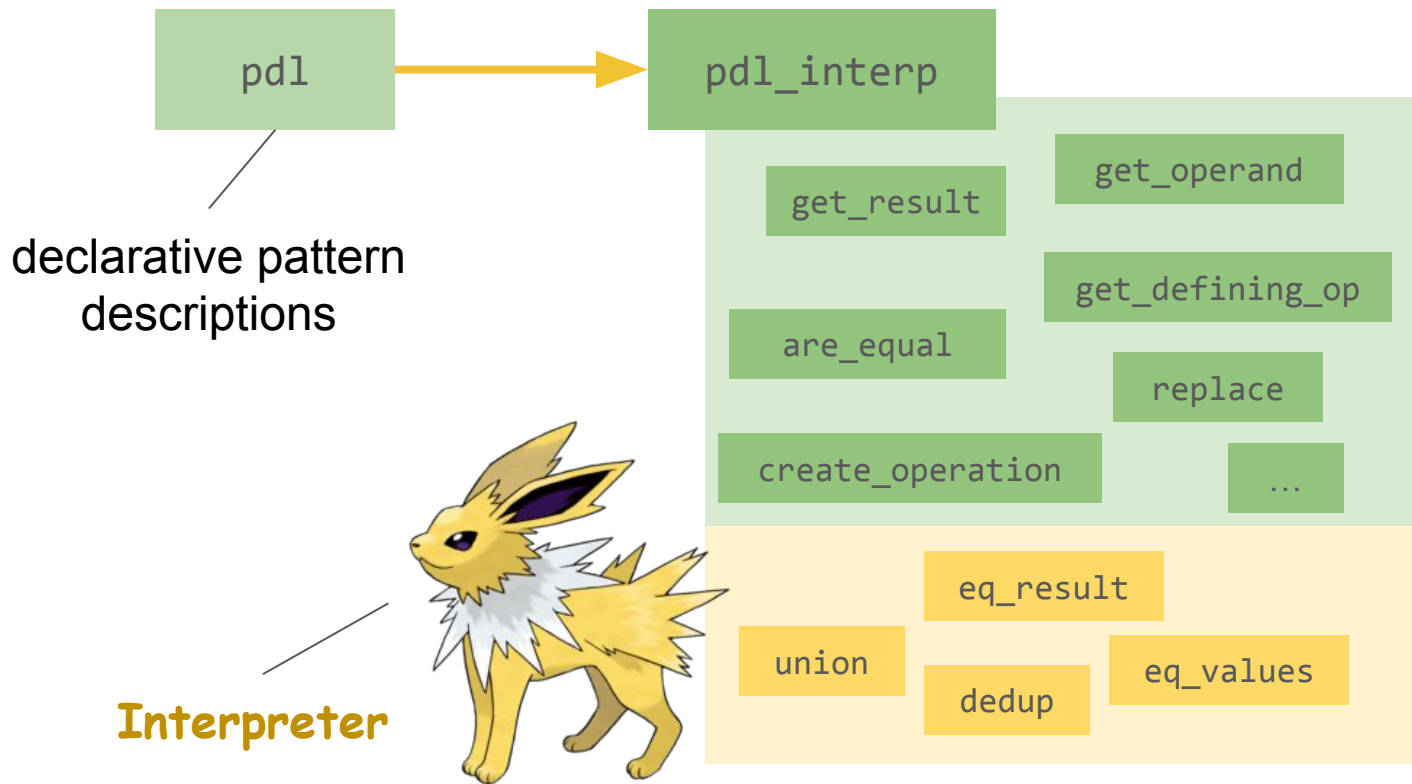 pdl
pdl_interp
declarative pattern
descriptions
get_result
get_operand
get_defining_op
are_equal
replace
create_operation
...
eq_result
union
eq_values
dedup
Interpreter